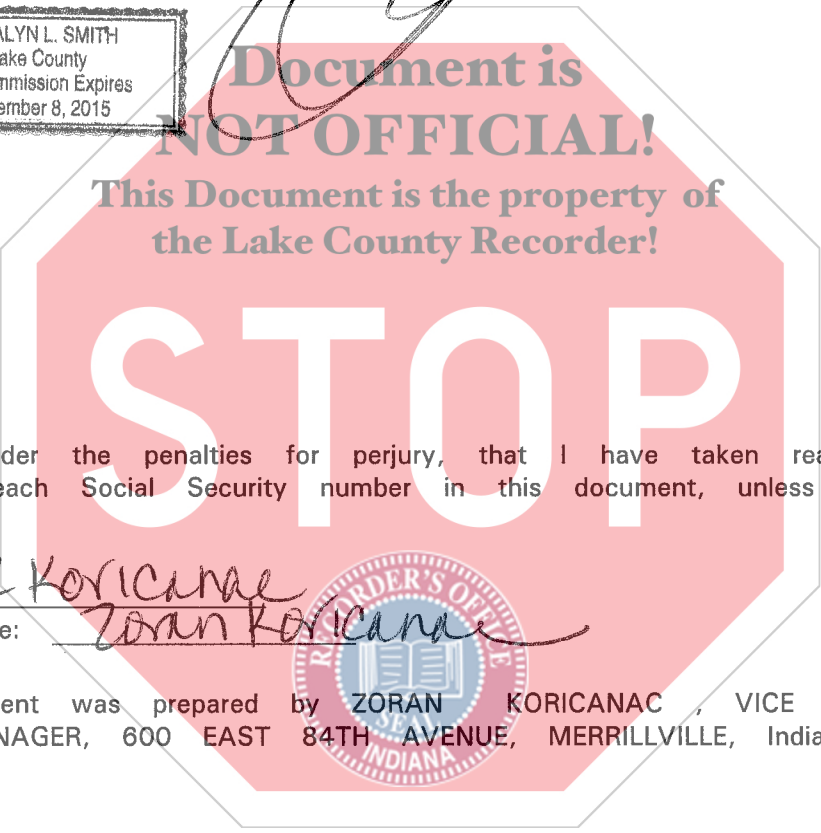 ALYN L. SMITH
ake County
mmission Expires
ember 8, 2015
Document is
NOT OFFICIAL!
This Document is the property of
the Lake County Recorder!
STOP
der the penalties for perjury, that I have taken rea
each Social Security number in this document, unless
Koricanac
e: Zoran Koricanac
RECORDER'S OFFICE
SEAL
INDIANA
ent was prepared by ZORAN KORICANAC , VICE
NAGER, 600 EAST 84TH AVENUE, MERRILLVILLE, India